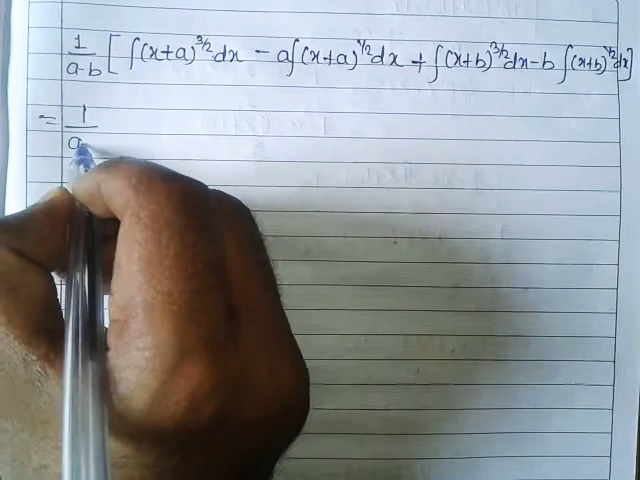 1/a-b [ ∫(x+a)^3/2 dx - a∫(x+a)^1/2 dx + ∫(x+b)^3/2 dx - b ∫(x+b)^1/2 dx]
= 1/a